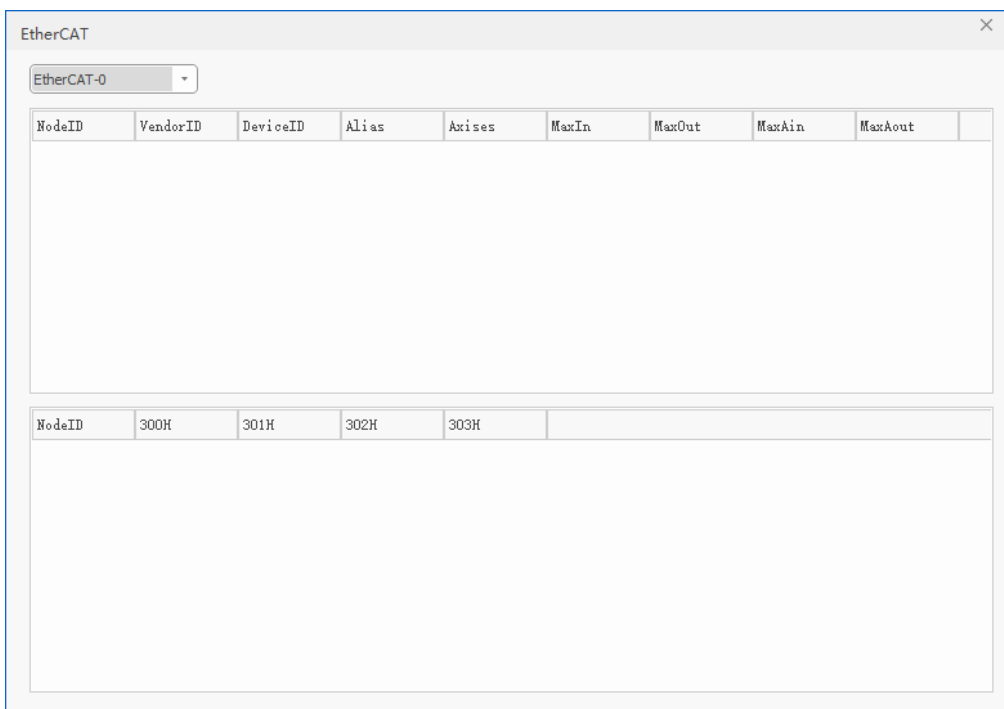 EtherCAT
EtherCAT-0
NodeID VendorID DeviceID Alias Axises MaxIn MaxOut MaxAin MaxAout
NodeID 300H 301H 302H 303H